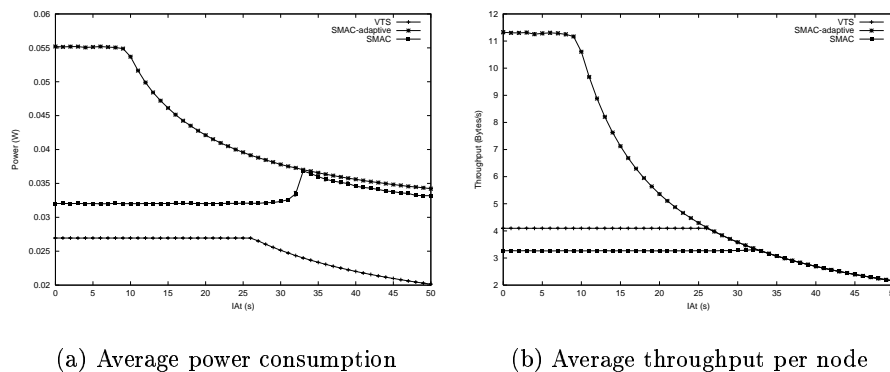 0.06
0.055
0.05
0.045
0.04
0.035
0.03
0.025
0.02
Power (W)
0 5 10 15 20 25 30 35 40 45 50
IAt (s)
VTS
SMAC-adaptive
SMAC
(a) Average power consumption
12
11
10
9
8
7
6
5
4
3
2
Throughput (Bytes/s)
0 5 10 15 20 25 30 35 40 45 50
IAt (s)
VTS
SMAC-adaptive
SMAC
(b) Average throughput per node